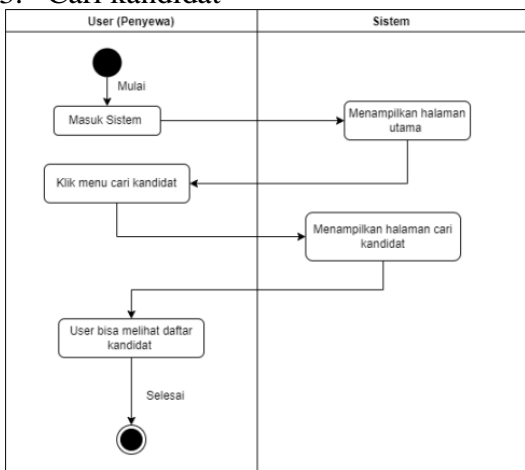 Cari kandidat
User (Penyewa)
Sistem
Mulai
Masuk Sistem
Menampilkan halaman
utama
Klik menu cari kandidat
Menampilkan halaman cari
kandidat
User bisa melihat daftar
kandidat
Selesai